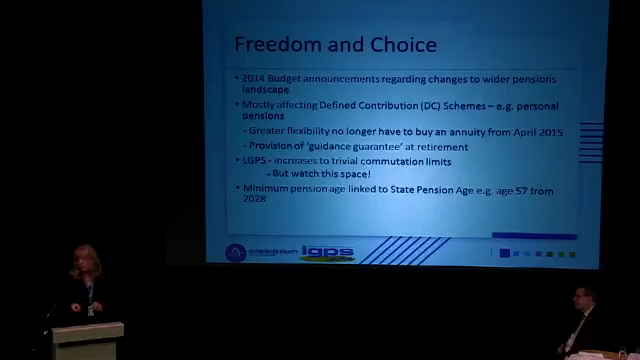 Freedom and Choice
• 2014 Budget announcements regarding changes to wider pensions
landscape
• Mostly affecting Defined Contribution (DC) Schemes – e.g. personal
pensions
- Greater flexibility no longer have to buy an annuity from April 2015
- Provision of 'guidance guarantee' at retirement
• LGPS - increases to trivial commutation limits
- But watch this space!
• Minimum pension age linked to State Pension Age e.g. age 57 from
2028
lgps